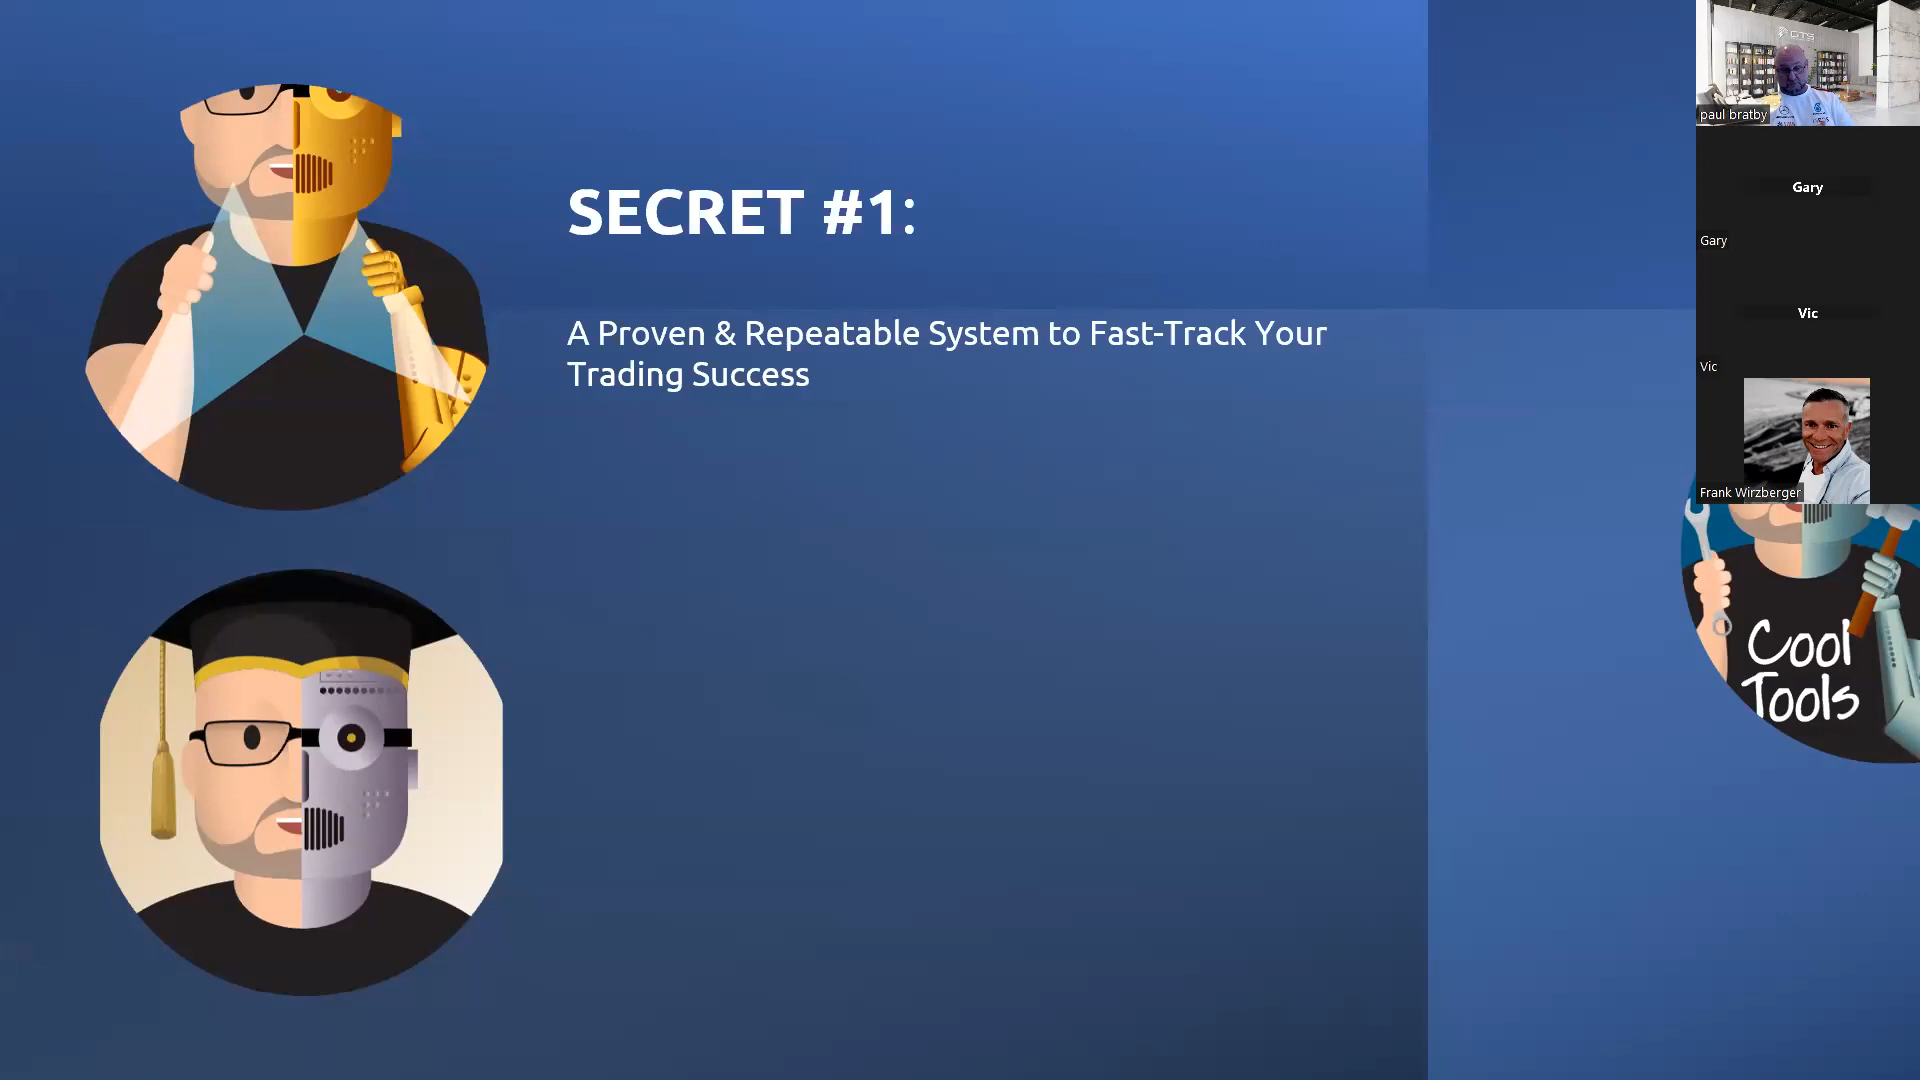 SECRET #1:
A Proven & Repeatable System to Fast-Track Your
Trading Success
GTS
paul bratby
Gary
Gary
Vic
Vic
Frank Wirzberger
Cool
Tools